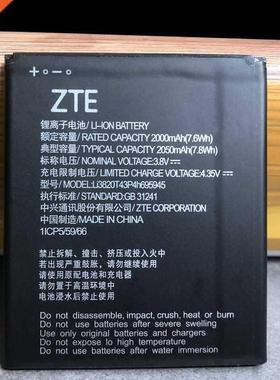 + o − o
ZTE
锂离子电池/ LI-ION BATTERY
额定容量/ RATED CAPACITY 2000mAh(7.6Wh)
典型容量/ TYPICAL CAPACITY 2050mAh(7.8Wh)
标称电压/ NOMINAL VOLTAGE:3.8V
充电限制电压/ LIMITED CHARGE VOLTAGE:4.35V
型号/ MODEL:Li3820T43P4h695945
执行标准/ STANDARD:GB 31241
中兴通讯股份有限公司/ ZTE CORPORATION
中国制造/MADE IN CHINA
1ICP5/59/66
禁止拆解、撞击、挤压或投入火中
若出现严重鼓胀，请勿继续使用
请使用原配电池和充电器
请勿置于高温环境中
电池浸水后禁止使用
Do not disassemble, impact, crush, heat or burn
Do not use batteries after severe swelling
Use only original batteries and chargers
Do not expose lo high temperature
Do not use batteries after water immersion